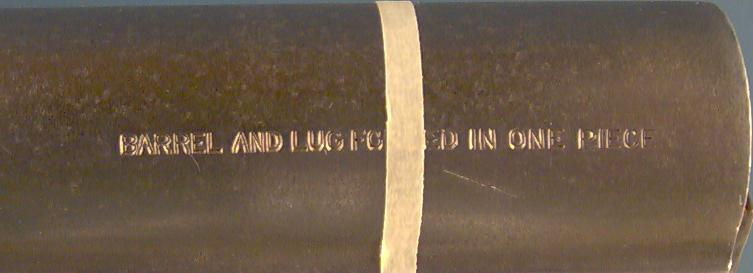 BARREL AND LUG IN ONE PIECE